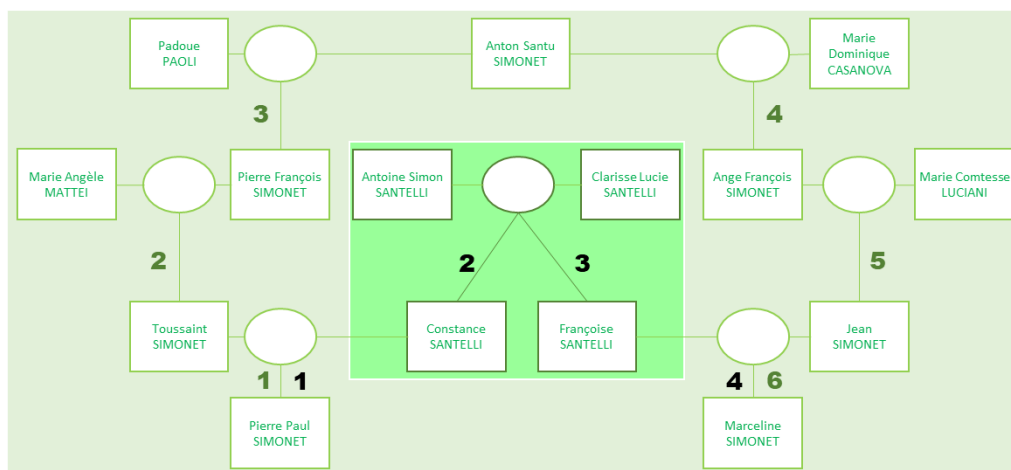 Padoue
PAOLI
Anton Santu
SIMONET
Marie
Dominique
CASANOVA
3
4
Marie Angèle
MATTEI
Pierre François
SIMONET
Antoine Simon
SANTELLI
Clarisse Lucie
SANTELLI
Ange François
SIMONET
Marie Comtesse
LUCIANI
2
2
3
5
Toussaint
SIMONET
Constance
SANTELLI
Françoise
SANTELLI
Jean
SIMONET
1 1
4 6
Pierre Paul
SIMONET
Marceline
SIMONET